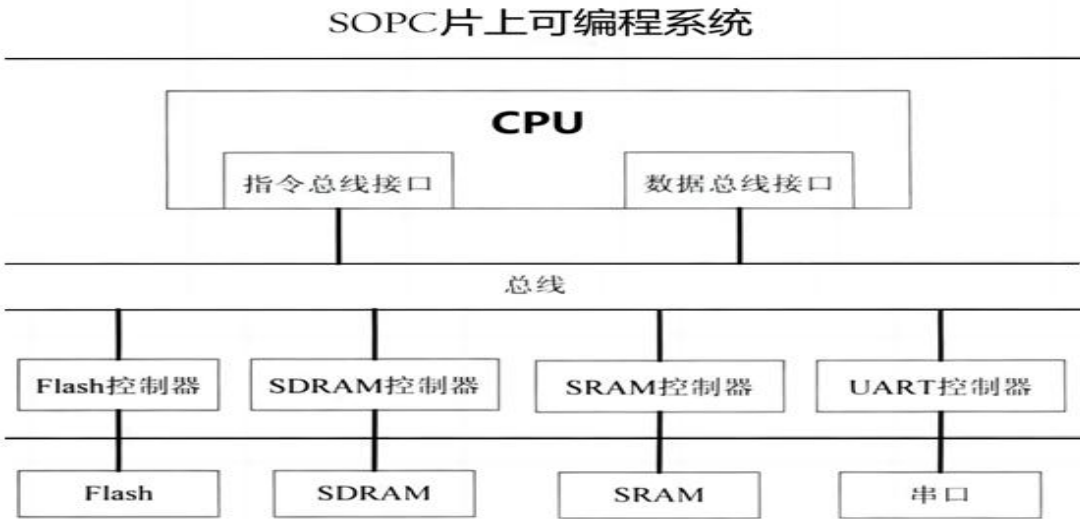 SOPC片上可编程系统
CPU
指令总线接口 数据总线接口
总线
Flash控制器 SDRAM控制器 SRAM控制器 UART控制器
Flash SDRAM SRAM 串口